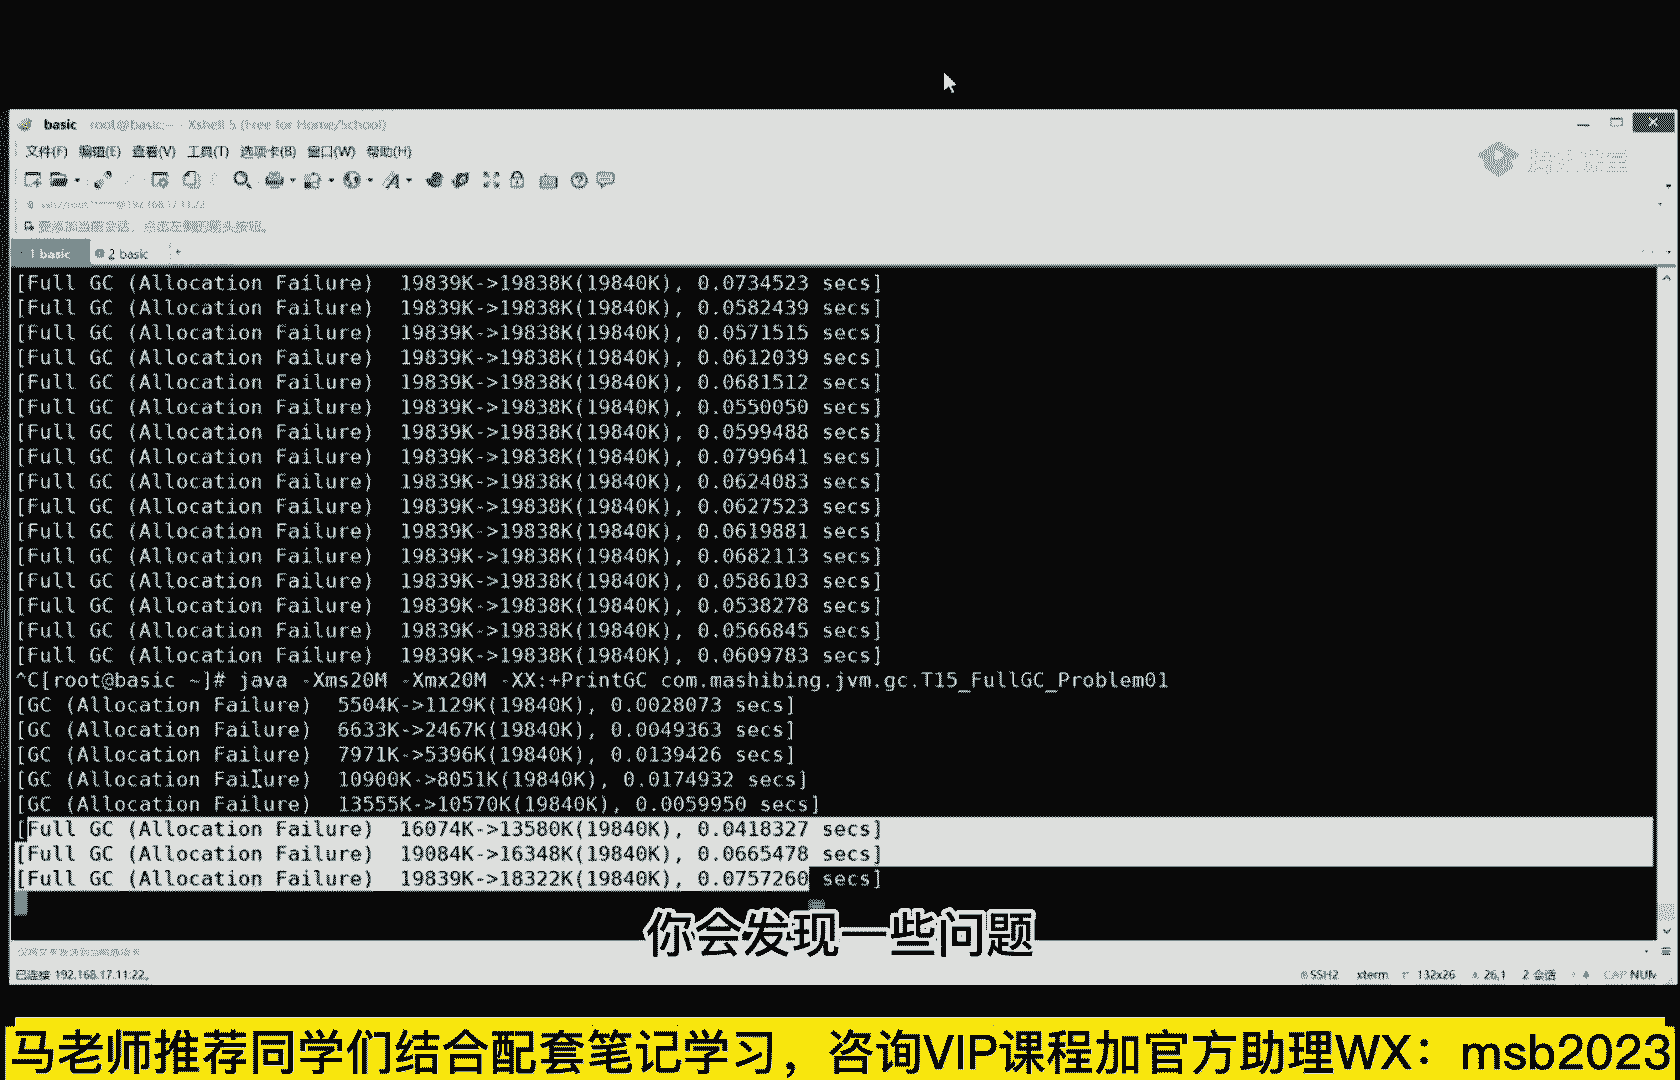 basic root@basic:~ - Xshell 5 (Free for Home/School)
文件(F) 编辑(E) 查看(V) 工具(T) 选项卡(B) 窗口(W) 帮助(H)
1 basic 2 basic +
[Full GC (Allocation Failure)  19839K->19838K(19840K), 0.0734523 secs]
[Full GC (Allocation Failure)  19839K->19838K(19840K), 0.0582439 secs]
[Full GC (Allocation Failure)  19839K->19838K(19840K), 0.0571515 secs]
[Full GC (Allocation Failure)  19839K->19838K(19840K), 0.0612039 secs]
[Full GC (Allocation Failure)  19839K->19838K(19840K), 0.0681512 secs]
[Full GC (Allocation Failure)  19839K->19838K(19840K), 0.0550050 secs]
[Full GC (Allocation Failure)  19839K->19838K(19840K), 0.0599488 secs]
[Full GC (Allocation Failure)  19839K->19838K(19840K), 0.0799641 secs]
[Full GC (Allocation Failure)  19839K->19838K(19840K), 0.0624083 secs]
[Full GC (Allocation Failure)  19839K->19838K(19840K), 0.0627523 secs]
[Full GC (Allocation Failure)  19839K->19838K(19840K), 0.0619881 secs]
[Full GC (Allocation Failure)  19839K->19838K(19840K), 0.0682113 secs]
[Full GC (Allocation Failure)  19839K->19838K(19840K), 0.0586103 secs]
[Full GC (Allocation Failure)  19839K->19838K(19840K), 0.0538278 secs]
[Full GC (Allocation Failure)  19839K->19838K(19840K), 0.0566845 secs]
[Full GC (Allocation Failure)  19839K->19838K(19840K), 0.0609783 secs]
^C[root@basic ~]# java -Xms20M -Xmx20M -XX:+PrintGC com.mashibing.jvm.gc.T15_FullGC_Problem01
[GC (Allocation Failure)  5504K->1129K(19840K), 0.0028073 secs]
[GC (Allocation Failure)  6633K->2467K(19840K), 0.0049363 secs]
[GC (Allocation Failure)  7971K->5396K(19840K), 0.0139426 secs]
[GC (Allocation Failure)  10900K->8051K(19840K), 0.0174932 secs]
[GC (Allocation Failure)  13555K->10570K(19840K), 0.0059950 secs]
[Full GC (Allocation Failure)  16074K->13580K(19840K), 0.0418327 secs]
[Full GC (Allocation Failure)  19084K->16348K(19840K), 0.0665478 secs]
[Full GC (Allocation Failure)  19839K->18322K(19840K), 0.0757260 secs]
你会发现一些问题
已连接 192.168.17.11:22。 SSH2 xterm 132x26 26,1 2 会话 CAP NUM
马老师推荐同学们结合配套笔记学习，咨询VIP课程加官方助理WX：msb2023